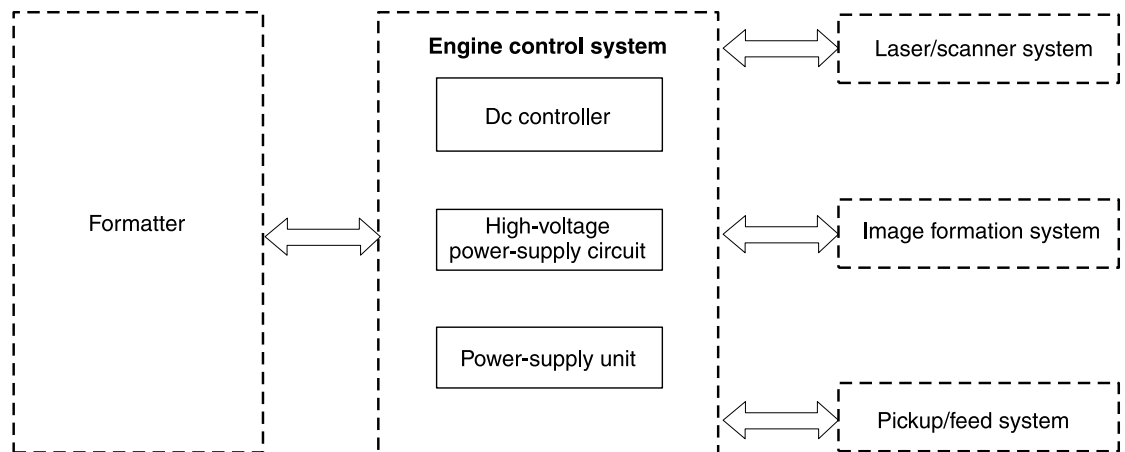 Engine control system
Laser/scanner system
Dc controller
Formatter
High-voltage
power-supply circuit
Image formation system
Power-supply unit
Pickup/feed system